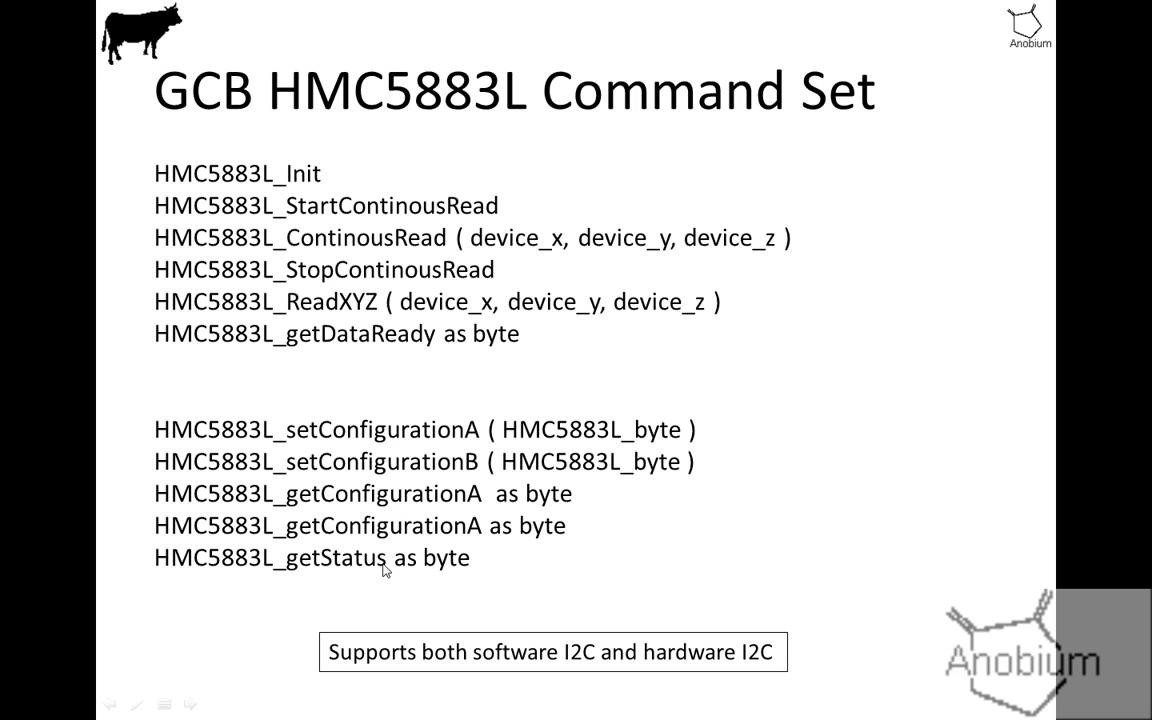 Anobium
GCB HMC5883L Command Set
HMC5883L_Init
HMC5883L_StartContinousRead
HMC5883L_ContinousRead ( device_x, device_y, device_z )
HMC5883L_StopContinousRead
HMC5883L_ReadXYZ ( device_x, device_y, device_z )
HMC5883L_getDataReady as byte
HMC5883L_setConfigurationA ( HMC5883L_byte )
HMC5883L_setConfigurationB ( HMC5883L_byte )
HMC5883L_getConfigurationA  as byte
HMC5883L_getConfigurationA as byte
HMC5883L_getStatus as byte
Supports both software I2C and hardware I2C
Anobium